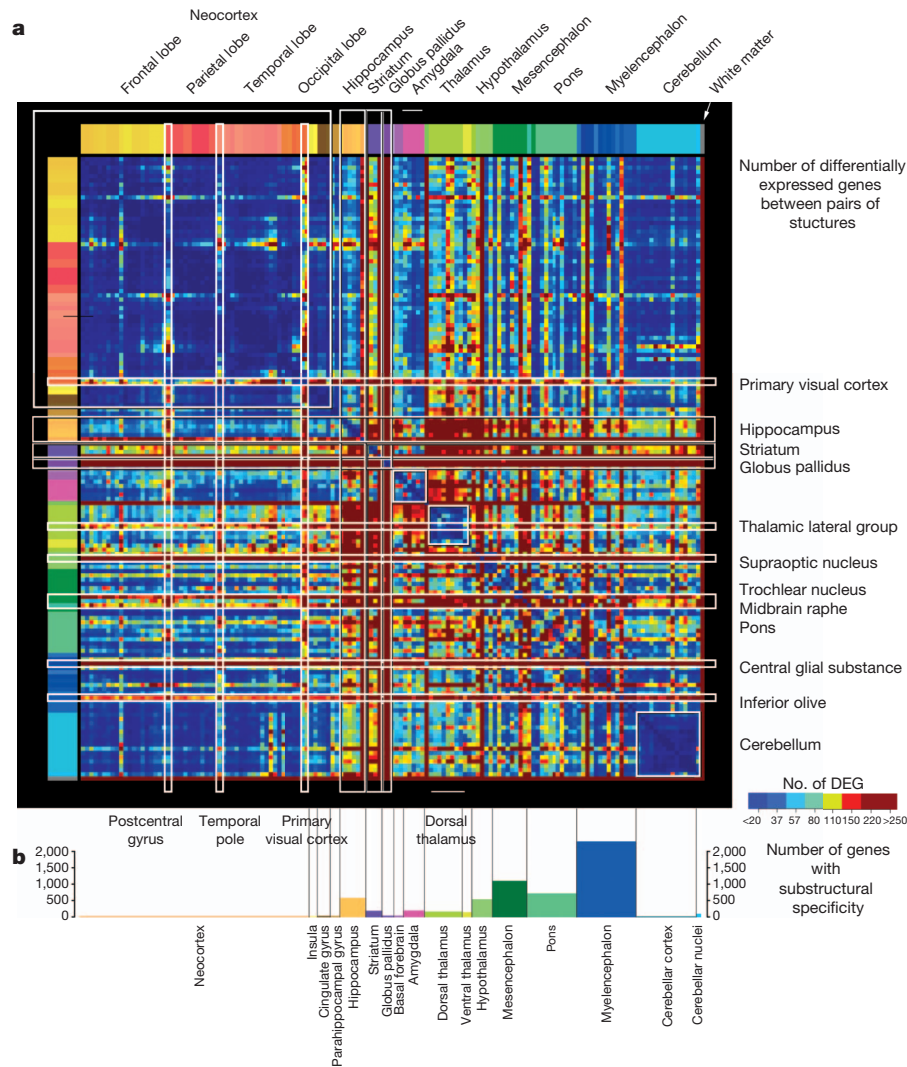 Neocortex
a
Frontal lobe
Parietal lobe
Temporal lobe
Occipital lobe
Hippocampus
Striatum
Globus pallidus
Amygdala
Thalamus
Hypothalamus
Mesencephalon
Pons
Myelencephalon
Cerebellum
White matter
Number of differentially
expressed genes
between pairs of
stuctures
Primary visual cortex
Hippocampus
Striatum
Globus pallidus
Thalamic lateral group
Supraoptic nucleus
Trochlear nucleus
Midbrain raphe
Pons
Central glial substance
Inferior olive
Cerebellum
No. of DEG
<20 37 57 80 110 150 220 >250
Postcentral
gyrus
Temporal
pole
Primary
visual cortex
Dorsal
thalamus
b
2,000
1,500
1,000
500
0
2,000
1,500
1,000
500
0
Number of genes
with
substructural
specificity
Neocortex
Insula
Cingulate gyrus
Parahippocampal gyrus
Hippocampus
Striatum
Globus pallidus
Basal forebrain
Amygdala
Dorsal thalamus
Ventral thalamus
Hypothalamus
Mesencephalon
Pons
Myelencephalon
Cerebellar cortex
Cerebellar nuclei